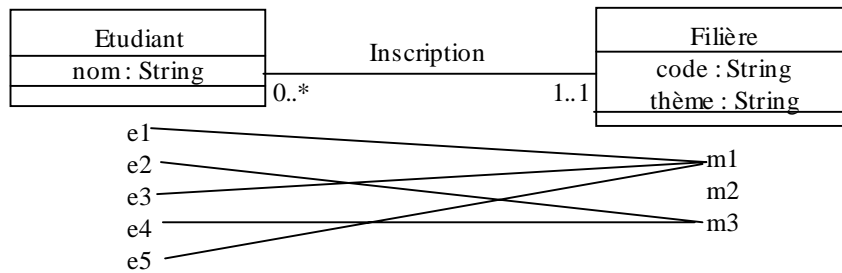 Etudiant
nom : String
Inscription
0..*
1..1
Filière
code : String
thème : String
e1
e2
e3
e4
e5
m1
m2
m3